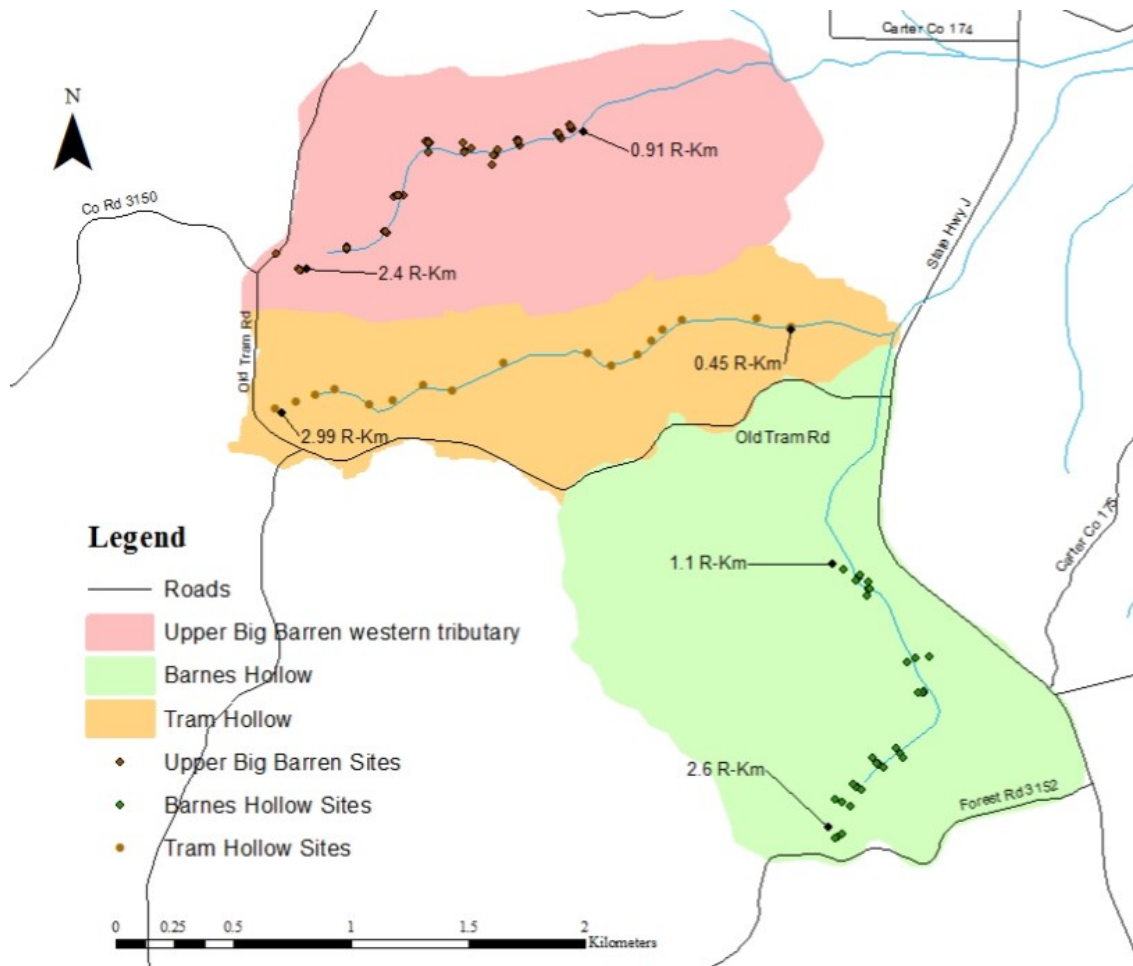 Carter Co 174
N
0.91 R-Km
Co Rd 3150
State Hwy J
2.4 R-Km
Old Tram Rd
0.45 R-Km
2.99 R-Km
Old Tram Rd
Carter Co 175
1.1 R-Km
Legend
Roads
Upper Big Barren western tributary
Barnes Hollow
Tram Hollow
Upper Big Barren Sites
Barnes Hollow Sites
Tram Hollow Sites
2.6 R-Km
Forest Rd 3152
0 0.25 0.5 1 1.5 2
Kilometers